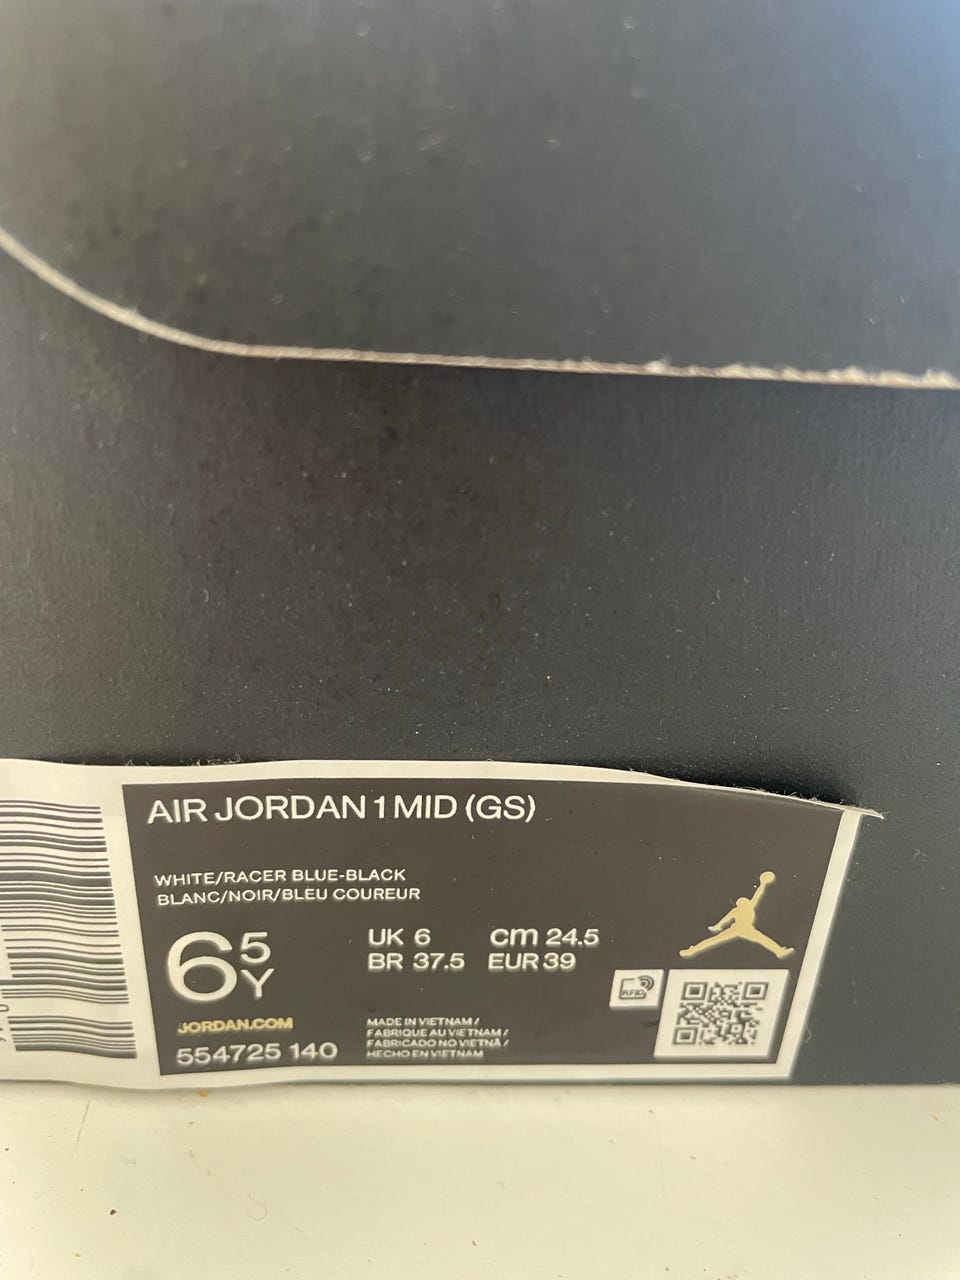 AIR JORDAN 1 MID (GS)
WHITE/RACER BLUE-BLACK
BLANC/NOIR/BLEU COUREUR
6.5Y
UK 6 cm 24.5
BR 37.5 EUR 39
JORDAN.COM
554725 140
MADE IN VIETNAM /
FABRIQUE AU VIETNAM /
FABRICADO NO VIETNÃ /
HECHO EN VIETNAM
RFID